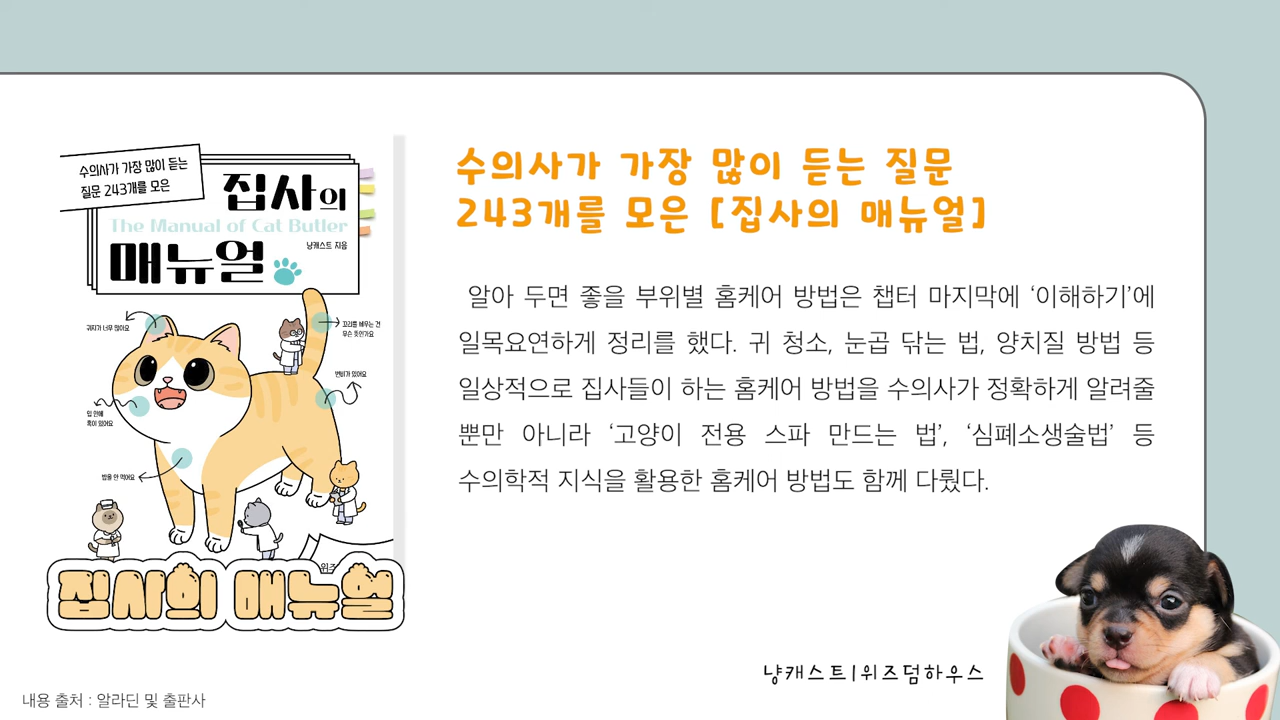 수의사가 가장 많이 듣는
질문 243개를 모은
집사의
The Manual of Cat Butler
매뉴얼
냥캐스트 지음
귀지가 너무 많아요
꼬리를 배우는 건
무슨 뜻인가요
변비가 있어요
입 안에
혹이 있어요
밥을 안 먹어요
위즈
집사의 매뉴얼
수의사가 가장 많이 듣는 질문
243개를 모은 [집사의 매뉴얼]
알아 두면 좋을 부위별 홈케어 방법은 챕터 마지막에 ‘이해하기’에
일목요연하게 정리를 했다. 귀 청소, 눈곱 닦는 법, 양치질 방법 등
일상적으로 집사들이 하는 홈케어 방법을 수의사가 정확하게 알려줄
뿐만 아니라 ‘고양이 전용 스파 만드는 법’, ‘심폐소생술법’ 등
수의학적 지식을 활용한 홈케어 방법도 함께 다뤘다.
냥캐스트|위즈덤하우스
내용 출처 : 알라딘 및 출판사